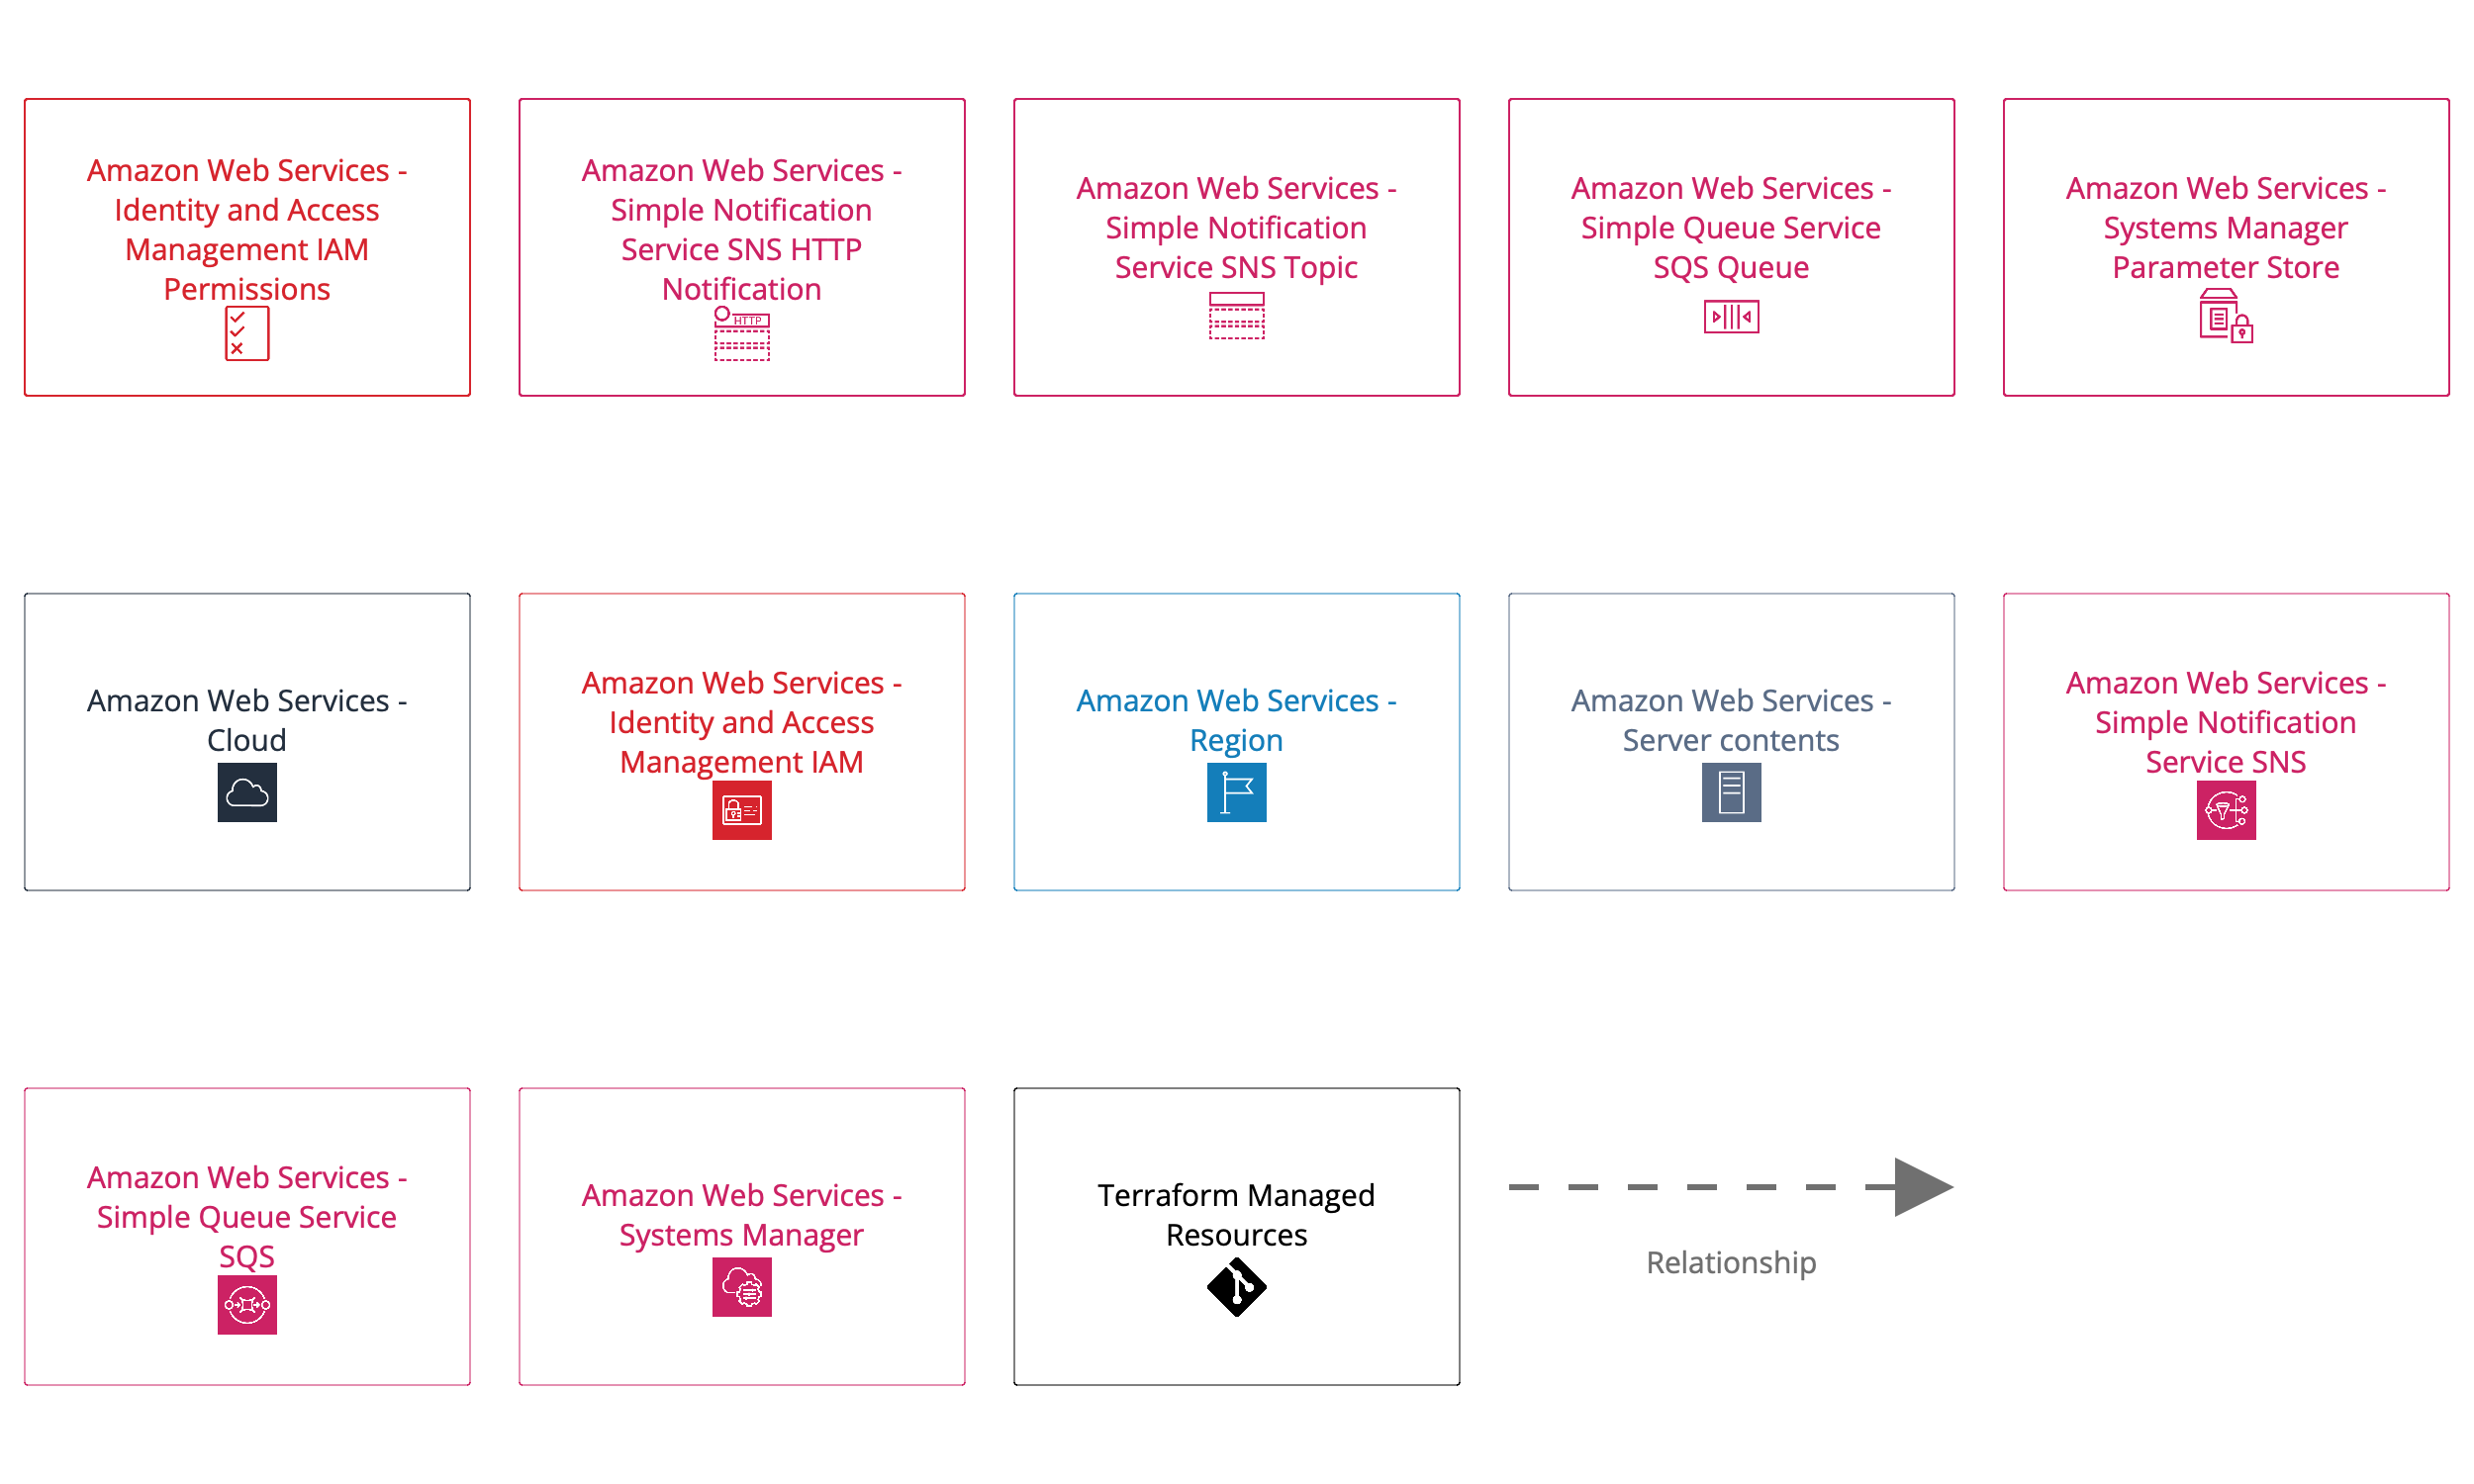 Amazon Web Services -
Identity and Access
Management IAM
Permissions
Amazon Web Services -
Simple Notification
Service SNS HTTP
Notification
HTTP
Amazon Web Services -
Simple Notification
Service SNS Topic
Amazon Web Services -
Simple Queue Service
SQS Queue
Amazon Web Services -
Systems Manager
Parameter Store
Amazon Web Services -
Cloud
Amazon Web Services -
Identity and Access
Management IAM
Amazon Web Services -
Region
Amazon Web Services -
Server contents
Amazon Web Services -
Simple Notification
Service SNS
Amazon Web Services -
Simple Queue Service
SQS
Amazon Web Services -
Systems Manager
Terraform Managed
Resources
Relationship